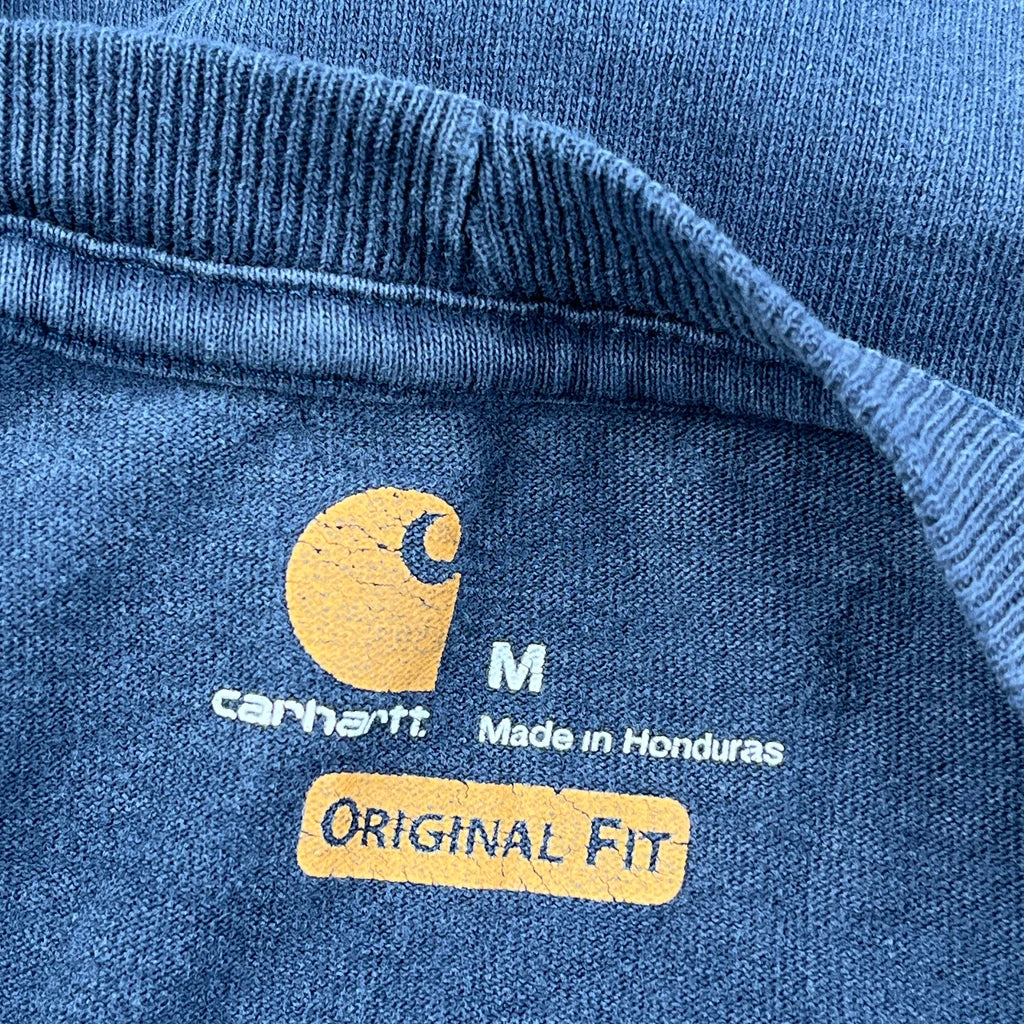 M
carhartt
Made in Honduras
ORIGINAL FIT